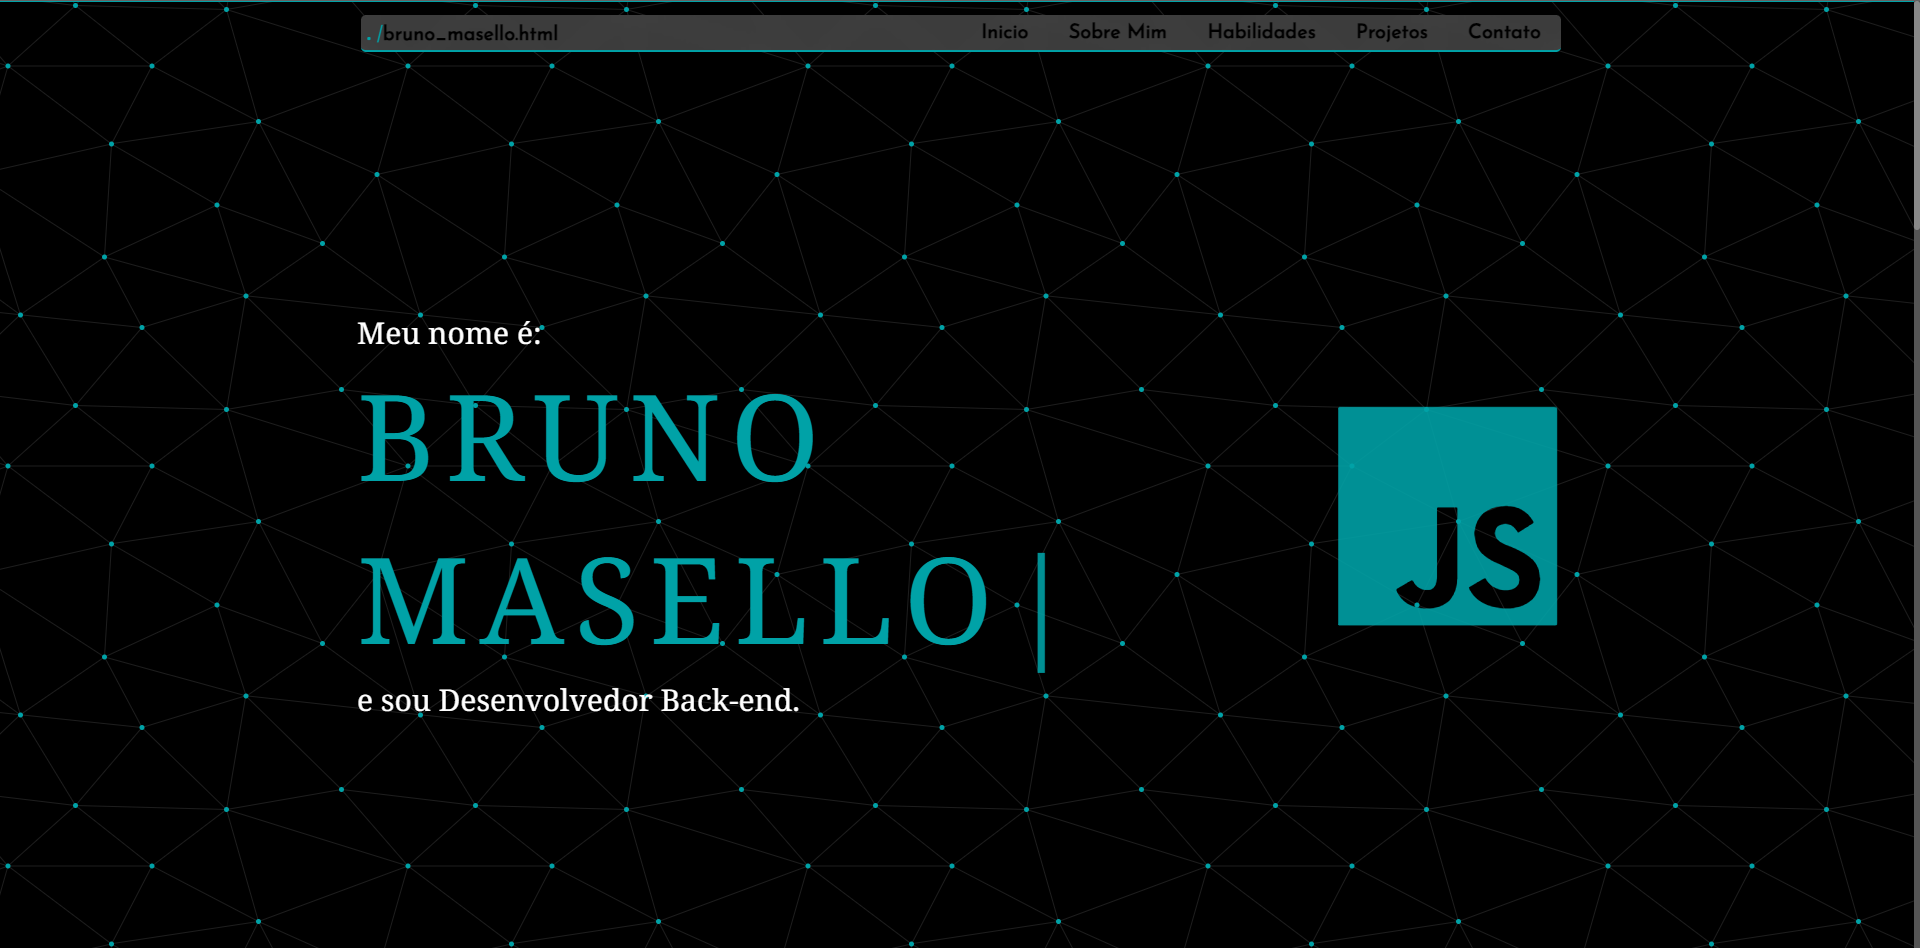 . /bruno_masello.html Inicio Sobre Mim Habilidades Projetos Contato
Meu nome é:
BRUNO
MASELLO |
JS
e sou Desenvolvedor Back-end.